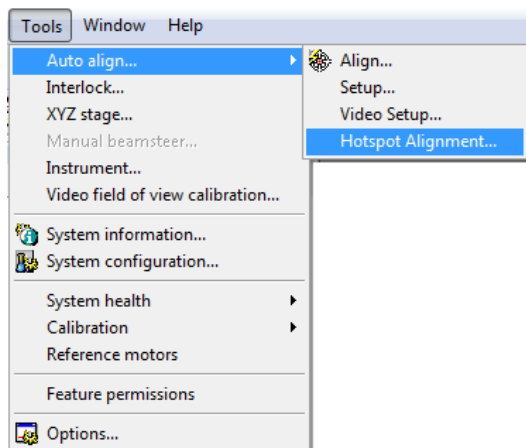 Tools Window Help
Auto align...
Interlock...
XYZ stage...
Manual beamsteer...
Instrument...
Video field of view calibration...
System information...
System configuration...
System health
Calibration
Reference motors
Feature permissions
Options...
Align...
Setup...
Video Setup...
Hotspot Alignment...